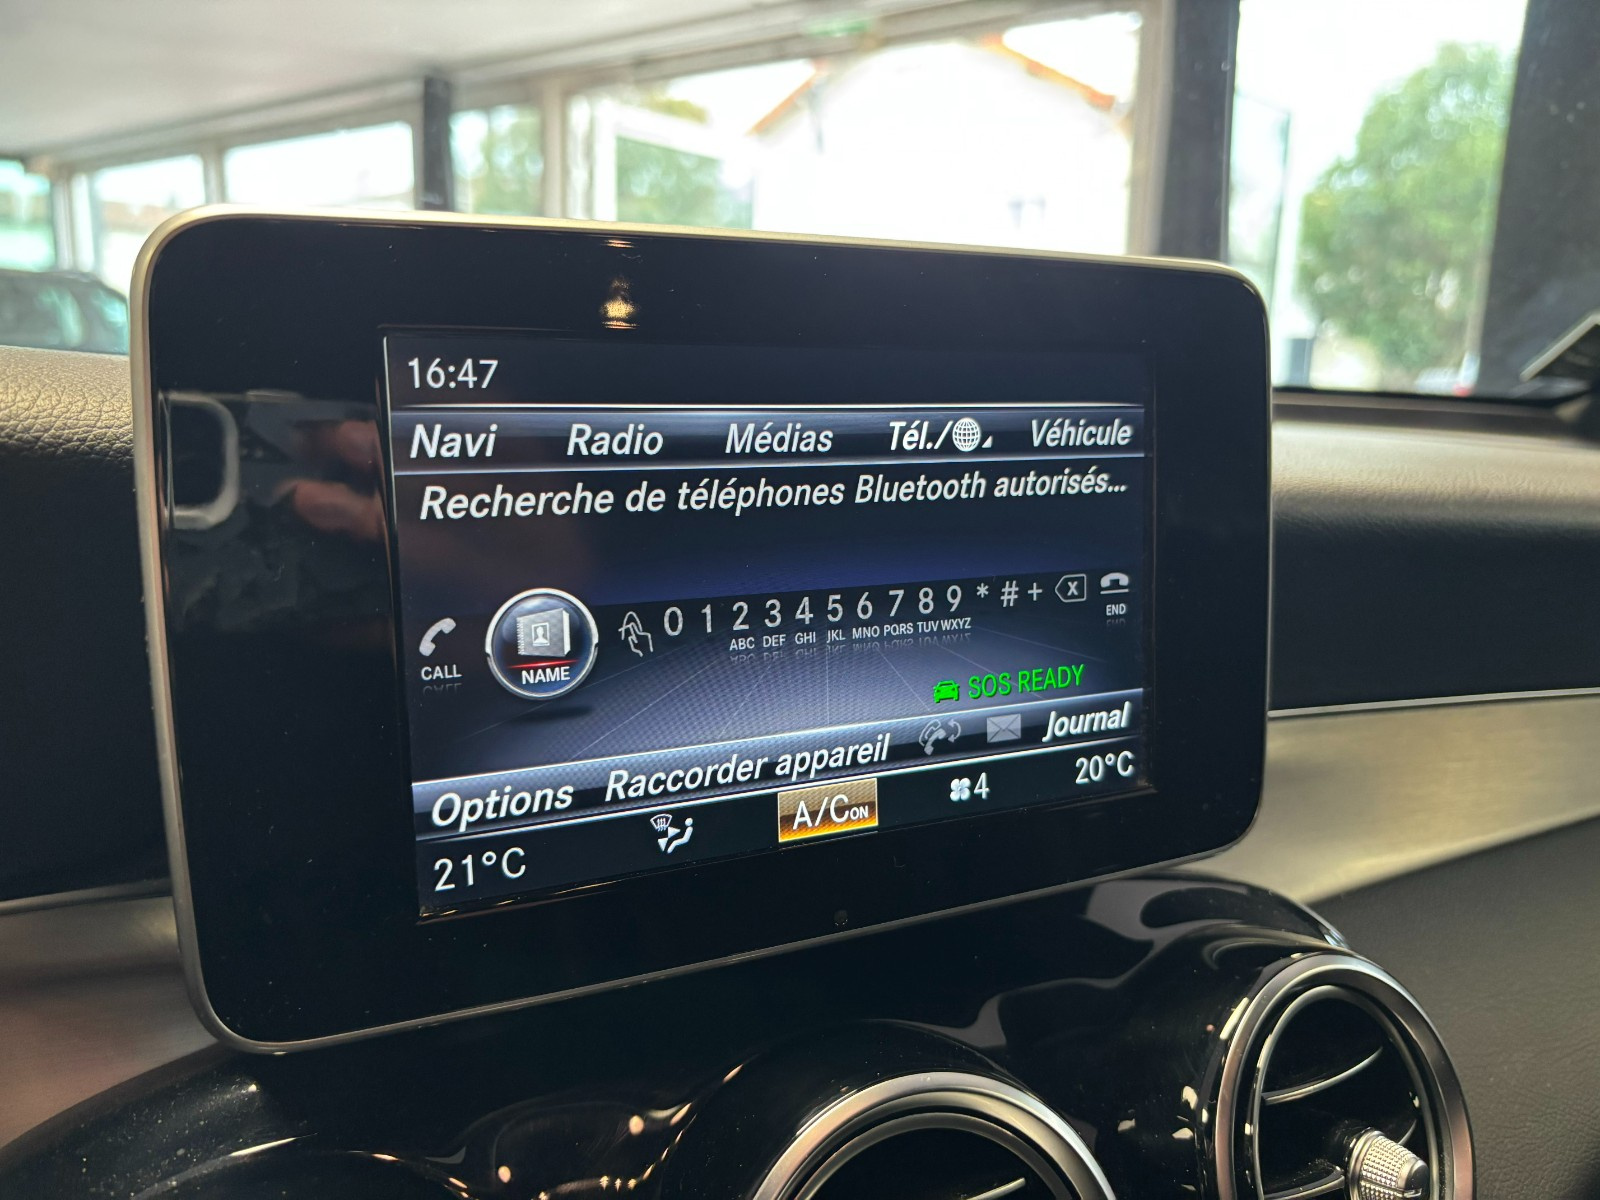 16:47
Navi Radio Médias Tél./ Véhicule
Recherche de téléphones Bluetooth autorisés...
CALL NAME 0 1 2 3 4 5 6 7 8 9 * # + X END
ABC DEF GHI JKL MNO PQRS TUV WXYZ
SOS READY
Options Raccorder appareil Journal
21°C A/C ON 4 20°C